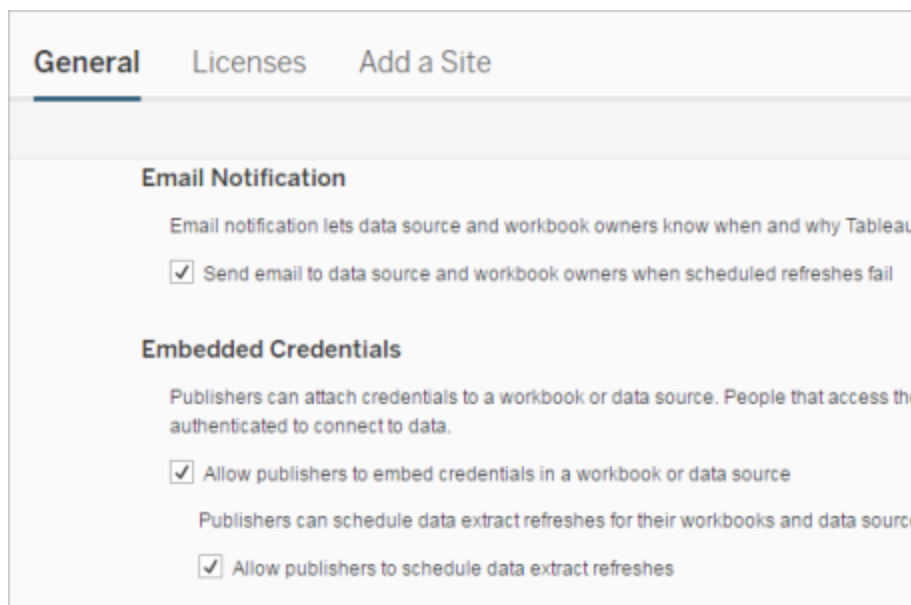 General Licenses Add a Site
Email Notification
Email notification lets data source and workbook owners know when and why Tableau
Send email to data source and workbook owners when scheduled refreshes fail
Embedded Credentials
Publishers can attach credentials to a workbook or data source. People that access the
authenticated to connect to data.
Allow publishers to embed credentials in a workbook or data source
Publishers can schedule data extract refreshes for their workbooks and data source
Allow publishers to schedule data extract refreshes